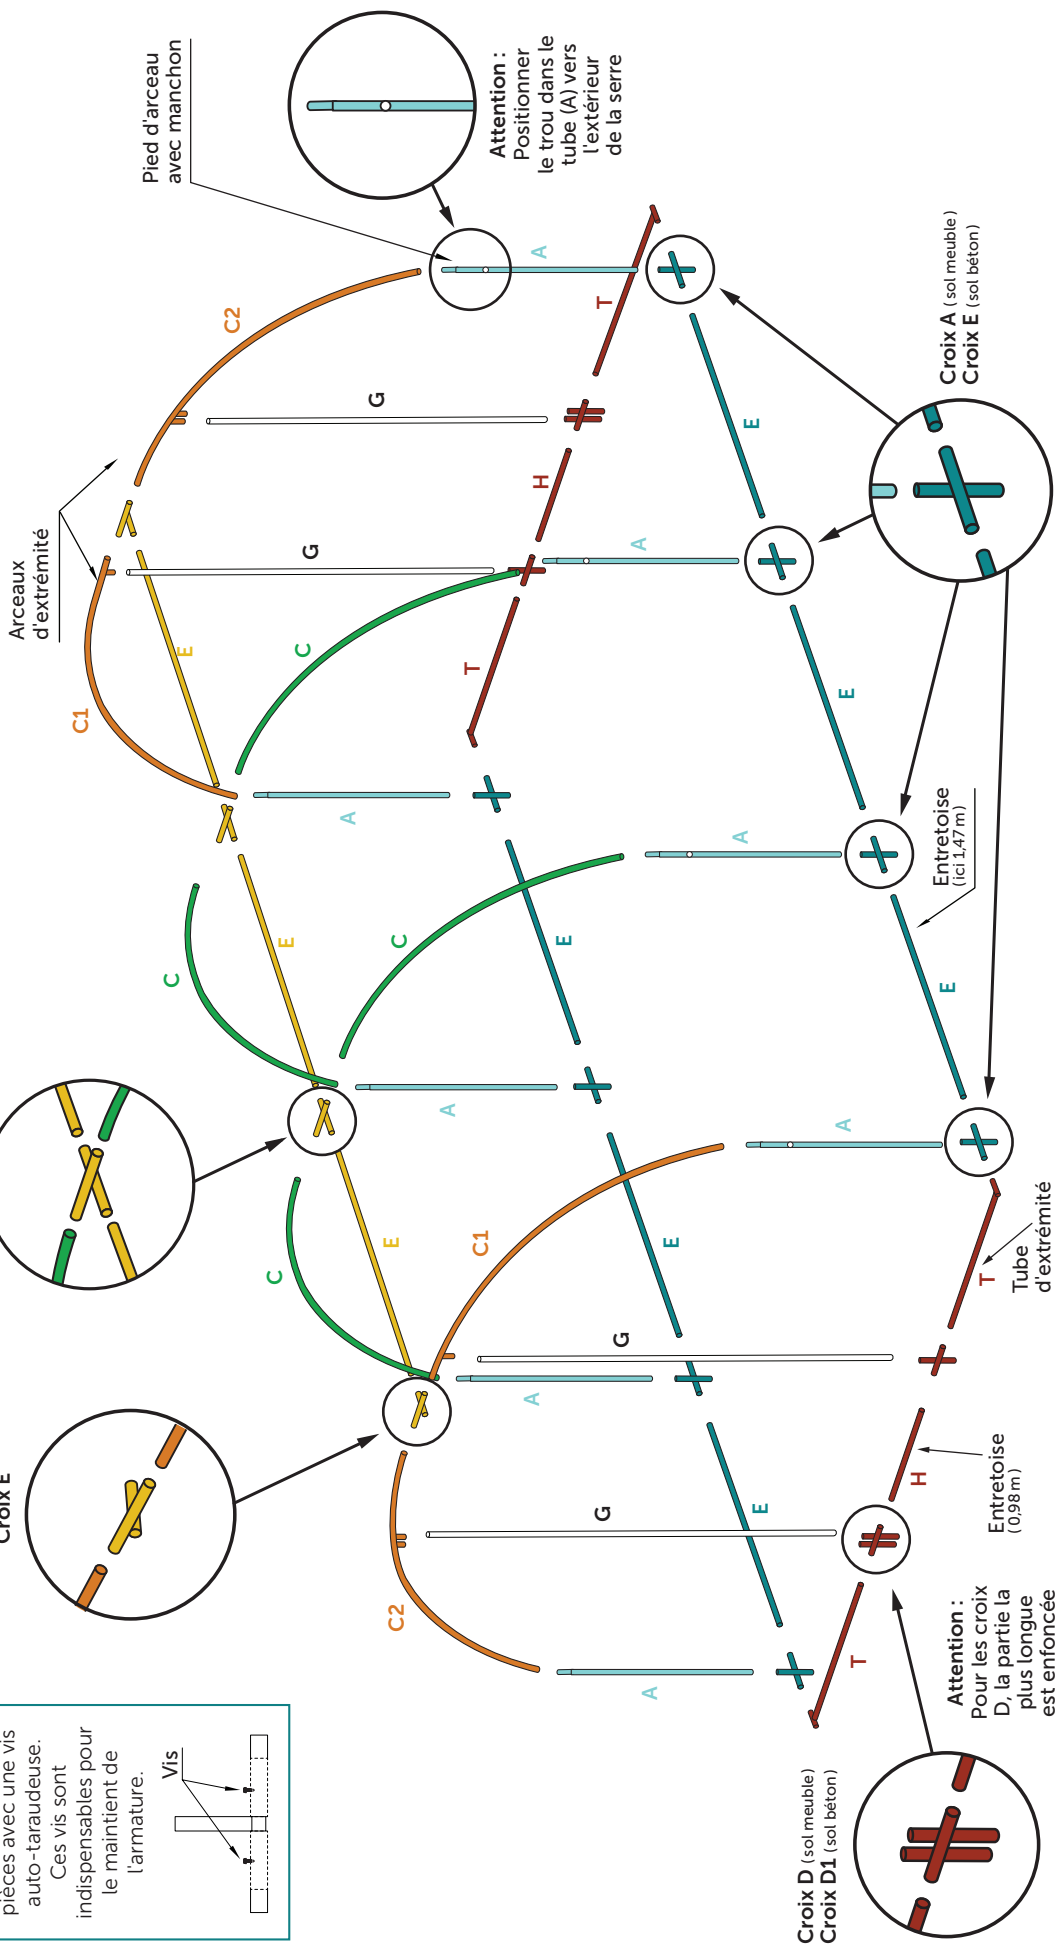 Croix E
pièces avec une vis
auto-taraudeuse.
Ces vis sont
indispensables pour
le maintient de
l'armature.
Vis
Arceaux
d'extrémité
Pied d'arceau
avec manchon
Attention :
Positionner
le trou dans le
tube (A) vers
l'extérieur
de la serre
C1
C2
E
G
G
A
T
H
T
C
C
E
A
E
E
A
C
E
C
A
E
C
E
C1
A
E
E
A
G
A
C2
G
E
A
T
H
T
Croix A (sol meuble)
Croix E (sol béton)
Entretoise
(ici 1,47 m)
Tube
d'extrémité
Entretoise
(0,98 m)
Attention :
Pour les croix
D, la partie la
plus longue
est enfoncée
Croix D (sol meuble)
Croix D1 (sol béton)